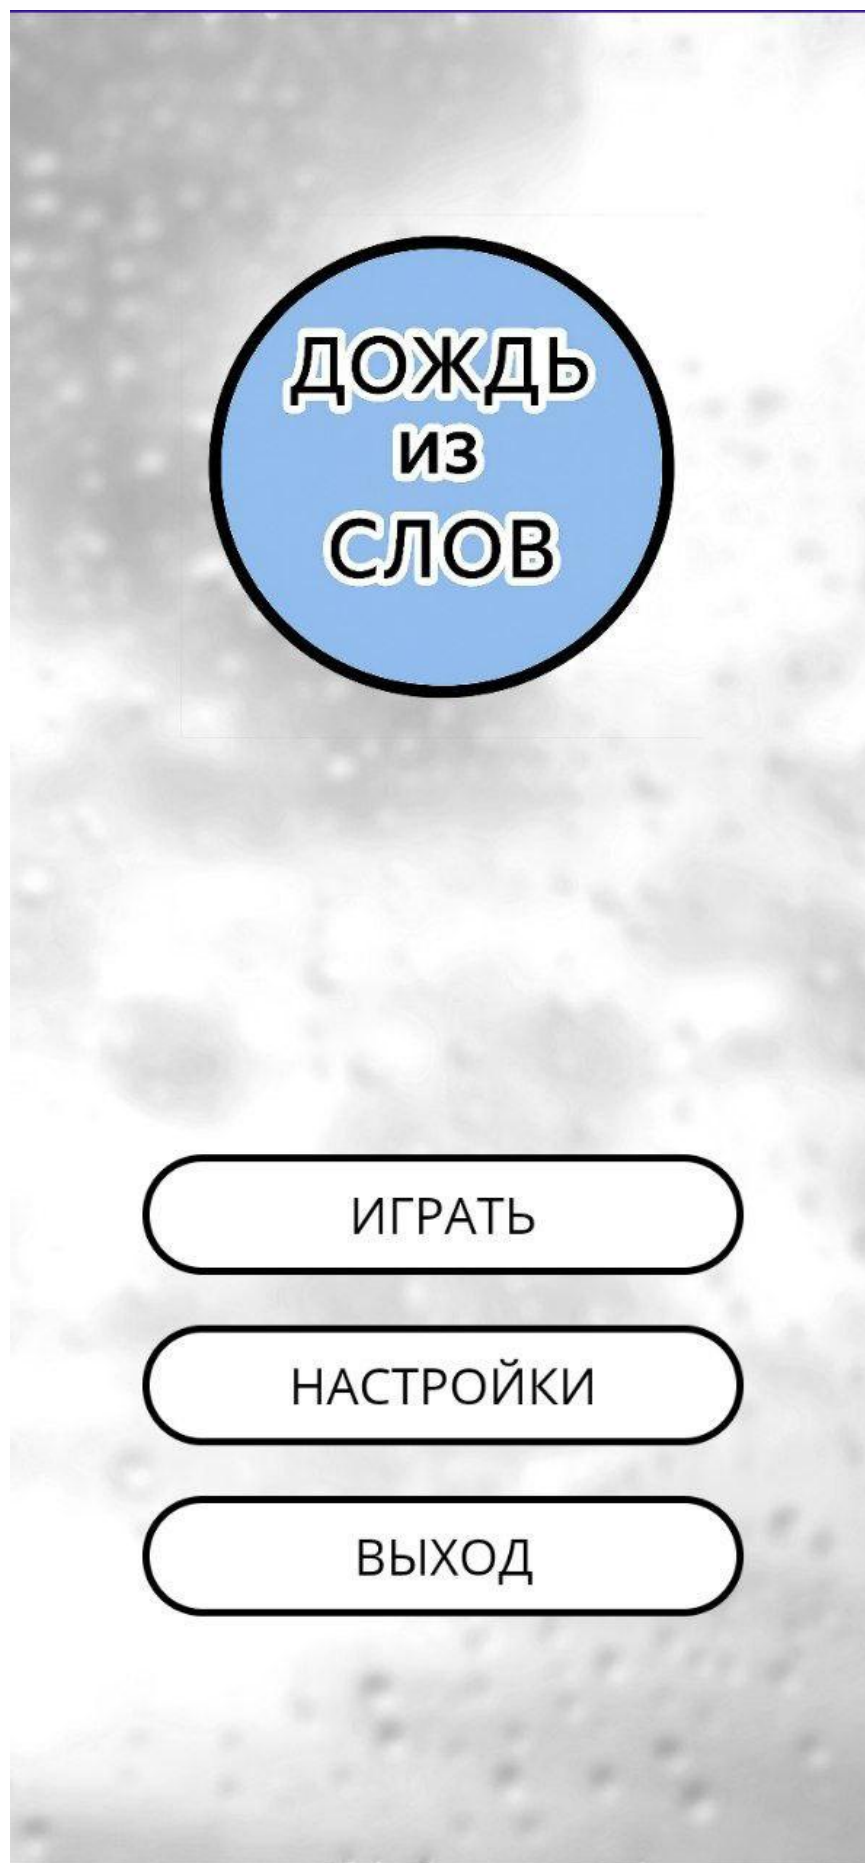 ДОЖДЬ
из
СЛОВ
ИГРАТЬ
НАСТРОЙКИ
ВЫХОД